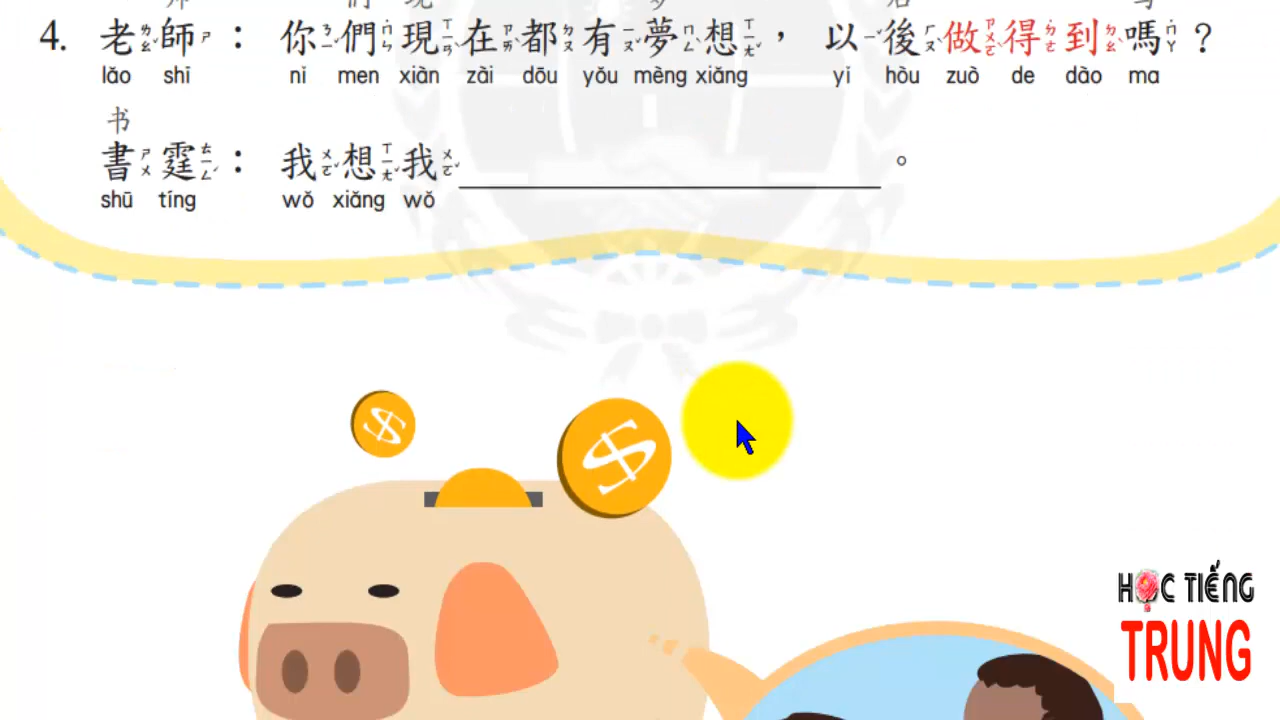 4. 老師：你們現在都有夢想，以後做得到嗎？
lǎo shī nǐ men xiàn zài dōu yǒu mèng xiǎng yǐ hòu zuò de dào ma
书
書霆：我想我＿＿＿＿＿＿＿＿。
shū tíng wǒ xiǎng wǒ
$ $
HỌC TIẾNG
TRUNG